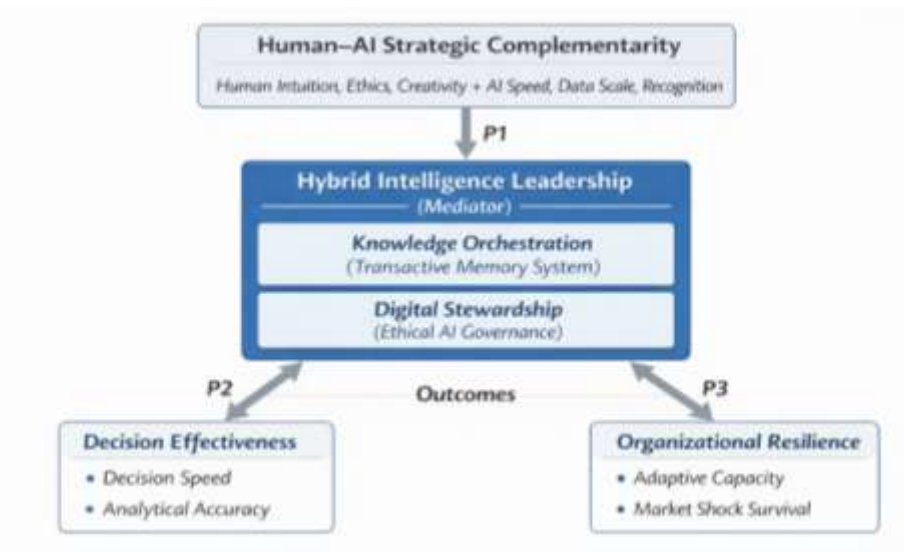 Human–AI Strategic Complementarity
Human Intuition, Ethics, Creativity + AI Speed, Data Scale, Recognition
P1
Hybrid Intelligence Leadership
(Mediator)
Knowledge Orchestration
(Transactive Memory System)
Digital Stewardship
(Ethical AI Governance)
P2
Outcomes
P3
Decision Effectiveness
• Decision Speed
• Analytical Accuracy
Organizational Resilience
• Adaptive Capacity
• Market Shock Survival